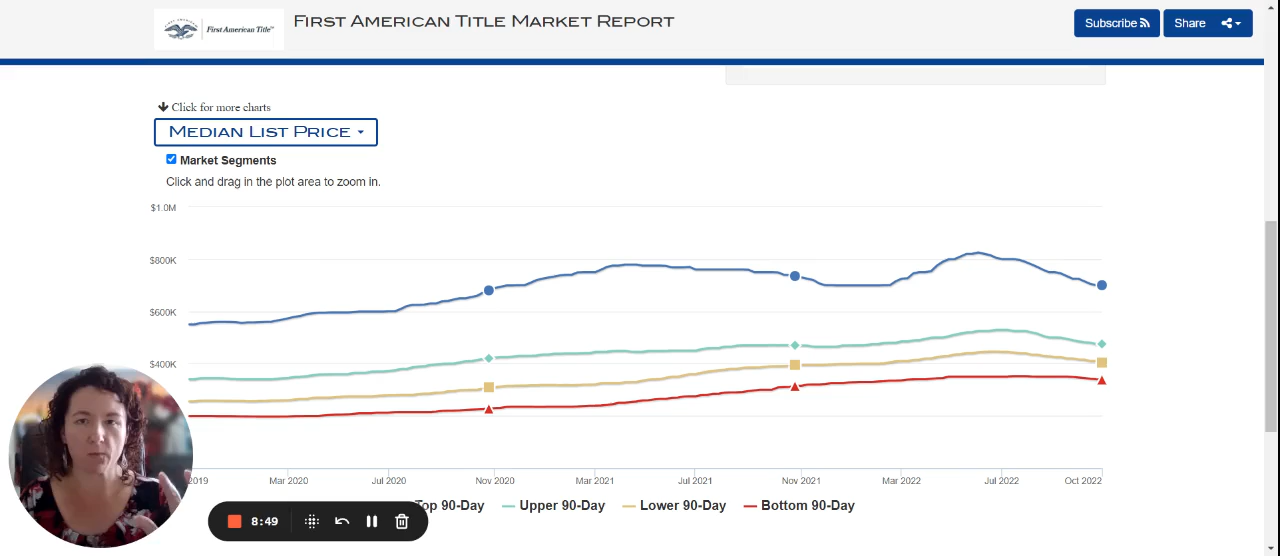 First American Title™
First American Title Market Report
Subscribe
Share
Click for more charts
Median List Price
Market Segments
Click and drag in the plot area to zoom in.
$1.0M
$800K
$600K
$400K
2019
Mar 2020
Jul 2020
Nov 2020
Mar 2021
Jul 2021
Nov 2021
Mar 2022
Jul 2022
Oct 2022
Top 90-Day
Upper 90-Day
Lower 90-Day
Bottom 90-Day
8:49